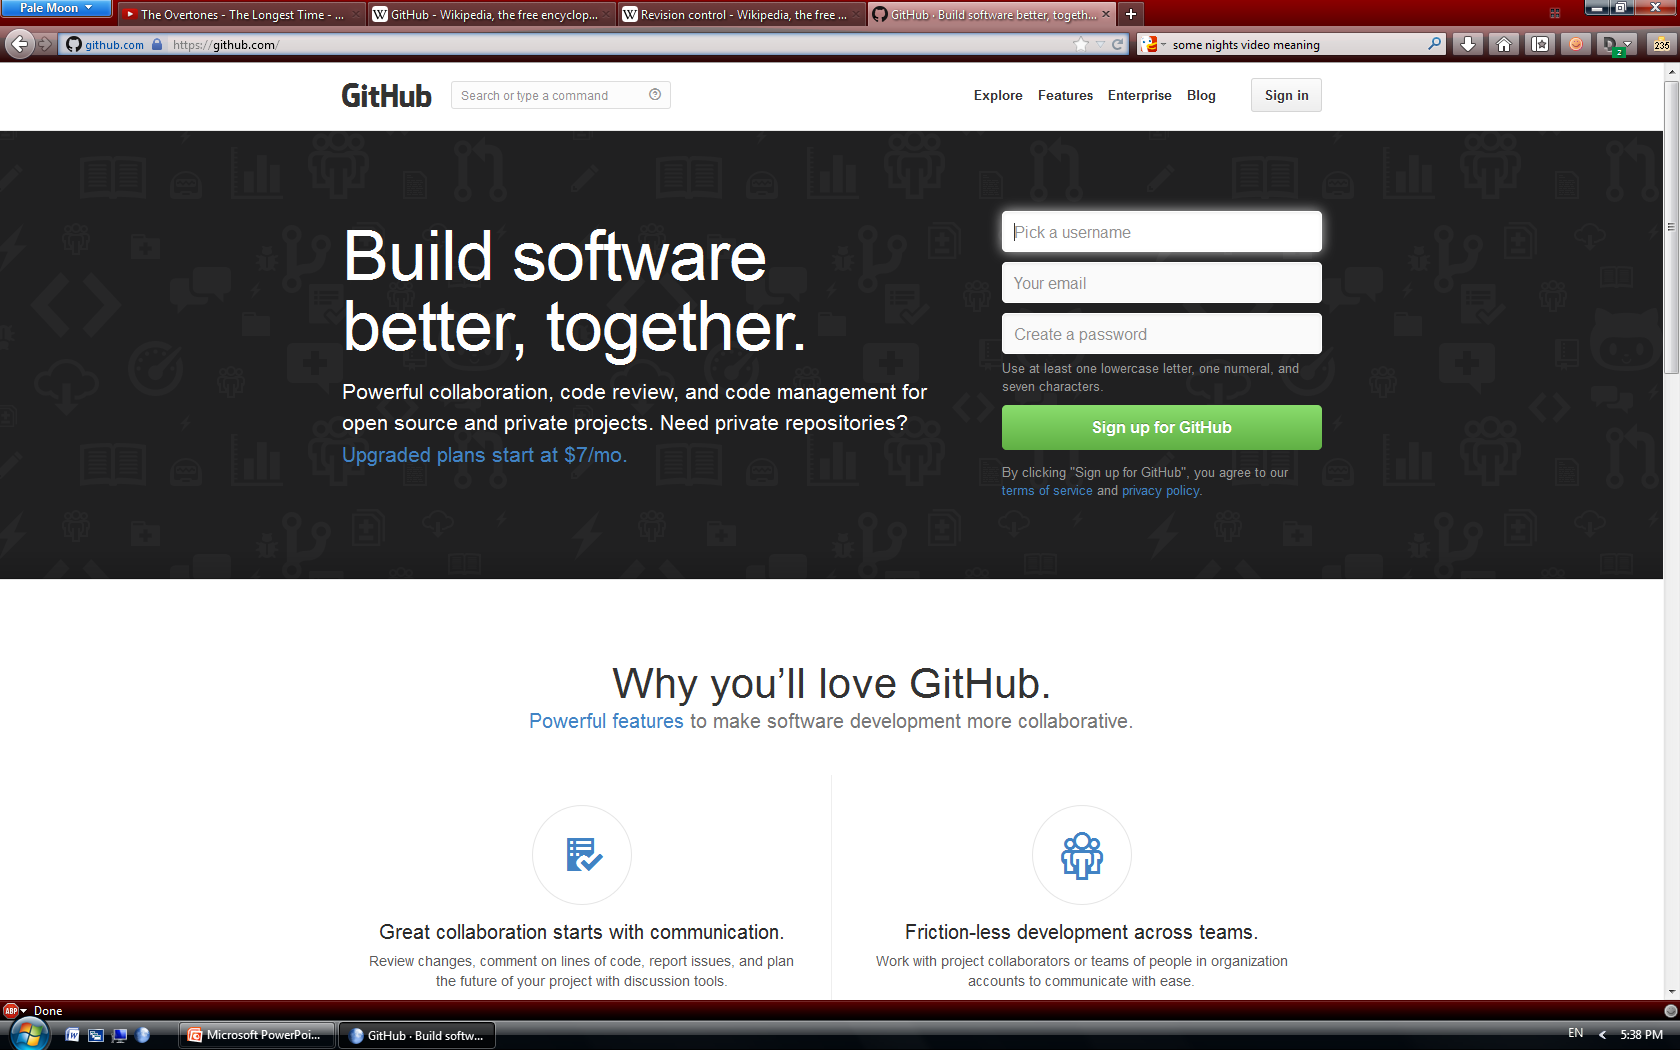 Pale Moon
The Overtones - The Longest Time - ...
GitHub - Wikipedia, the free encyclop...
Revision control - Wikipedia, the free ...
GitHub · Build software better, togeth...
github.com
https://github.com/
some nights video meaning
2
235
GitHub
Search or type a command
Explore
Features
Enterprise
Blog
Sign in
Build software
better, together.
Powerful collaboration, code review, and code management for
open source and private projects. Need private repositories?
Upgraded plans start at $7/mo.
Pick a username
Your email
Create a password
Use at least one lowercase letter, one numeral, and
seven characters.
Sign up for GitHub
By clicking "Sign up for GitHub", you agree to our
terms of service and privacy policy.
Why you’ll love GitHub.
Powerful features to make software development more collaborative.
Great collaboration starts with communication.
Review changes, comment on lines of code, report issues, and plan
the future of your project with discussion tools.
Friction-less development across teams.
Work with project collaborators or teams of people in organization
accounts to communicate with ease.
ABP
Done
Microsoft PowerPoi...
GitHub · Build softw...
EN
5:38 PM